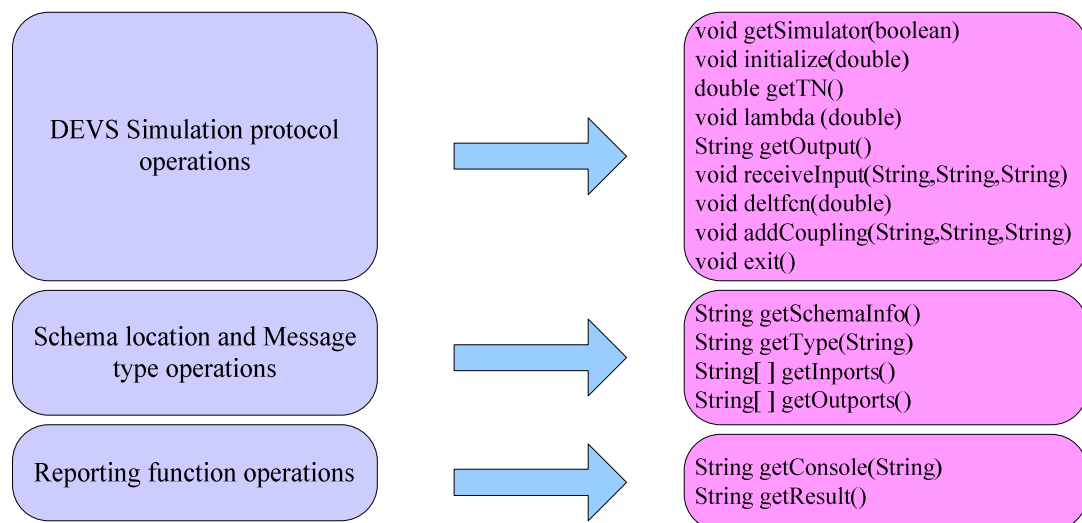 DEVS Simulation protocol
operations
void getSimulator(boolean)
void initialize(double)
double getTN()
void lambda (double)
String getOutput()
void receiveInput(String,String,String)
void deltfcn(double)
void addCoupling(String,String,String)
void exit()
Schema location and Message
type operations
String getSchemaInfo()
String getType(String)
String[ ] getInports()
String[ ] getOutports()
Reporting function operations
String getConsole(String)
String getResult()